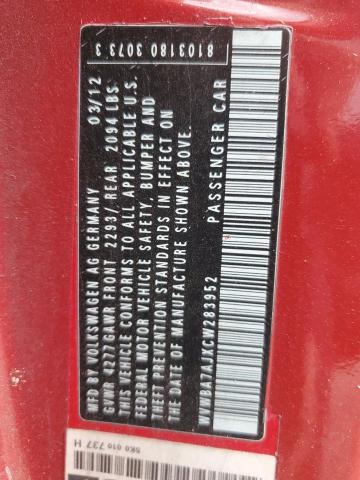 8103180 3073 3
MFD BY VOLKSWAGEN AG GERMANY 03/12
GVWR 4277 GAWR FRONT 2293/ REAR 2094 LBS
THIS VEHICLE CONFORMS TO ALL APPLICABLE U.S.
FEDERAL MOTOR VEHICLE SAFETY, BUMPER AND
THEFT PREVENTION STANDARDS IN EFFECT ON
DATE OF MANUFACTURE SHOWN ABOVE.
PASSENGER CAR
5K0 010 737 H